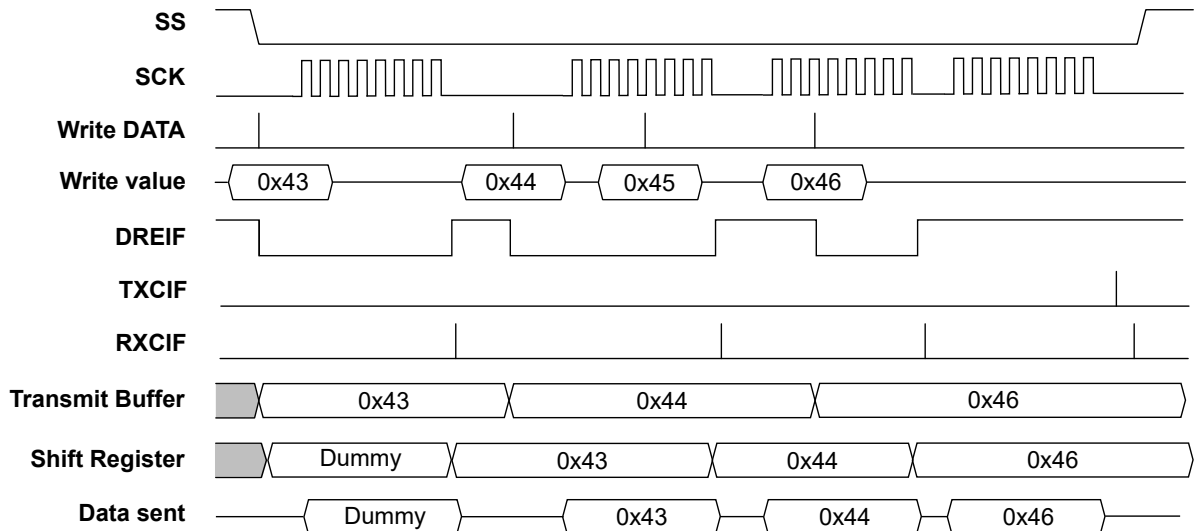 SS
SCK
Write DATA
Write value 0x43 0x44 0x45 0x46
DREIF
TXCIF
RXCIF
Transmit Buffer 0x43 0x44 0x46
Shift Register Dummy 0x43 0x44 0x46
Data sent Dummy 0x43 0x44 0x46